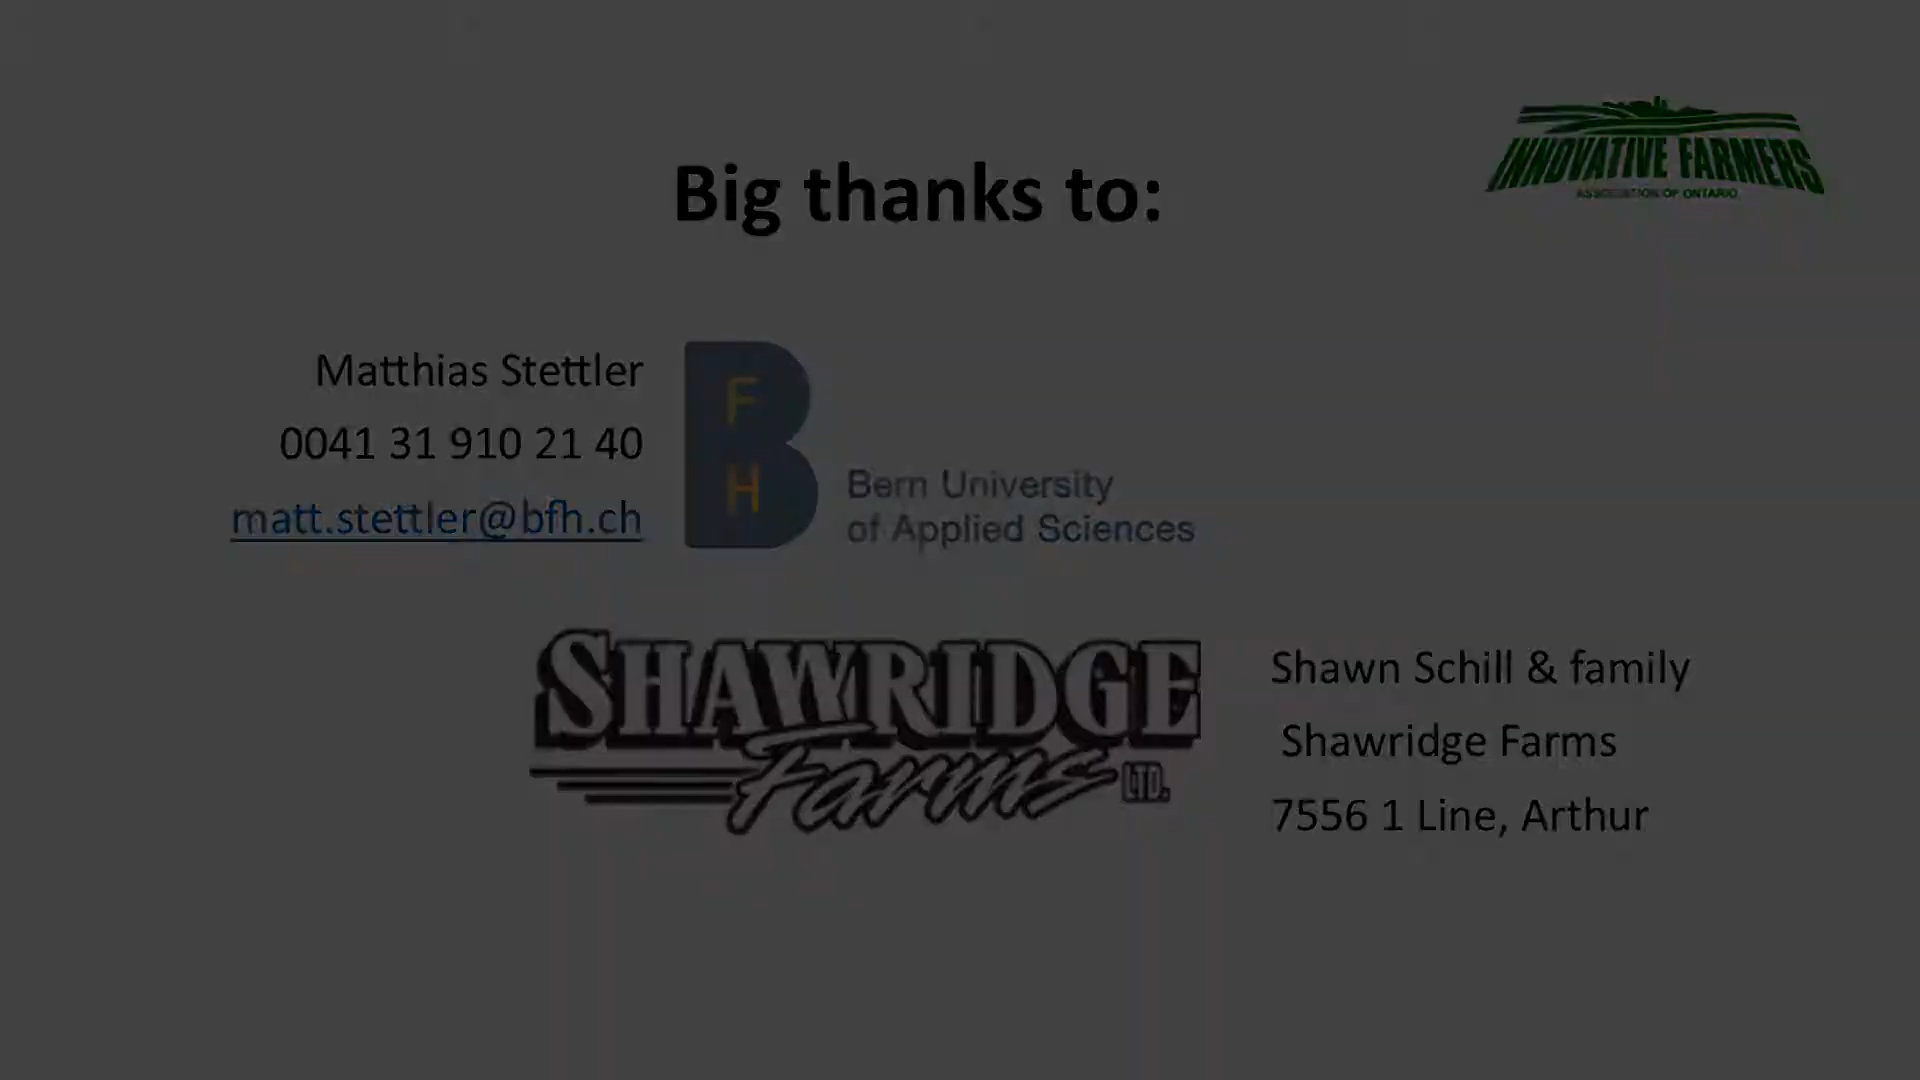 INNOVATIVE FARMERS
ASSOCIATION OF ONTARIO
Big thanks to:
Matthias Stettler
0041 31 910 21 40
matt.stettler@bfh.ch
B
F
H
Bern University
of Applied Sciences
SHAWRIDGE
Farms LTD.
Shawn Schill & family
Shawridge Farms
7556 1 Line, Arthur